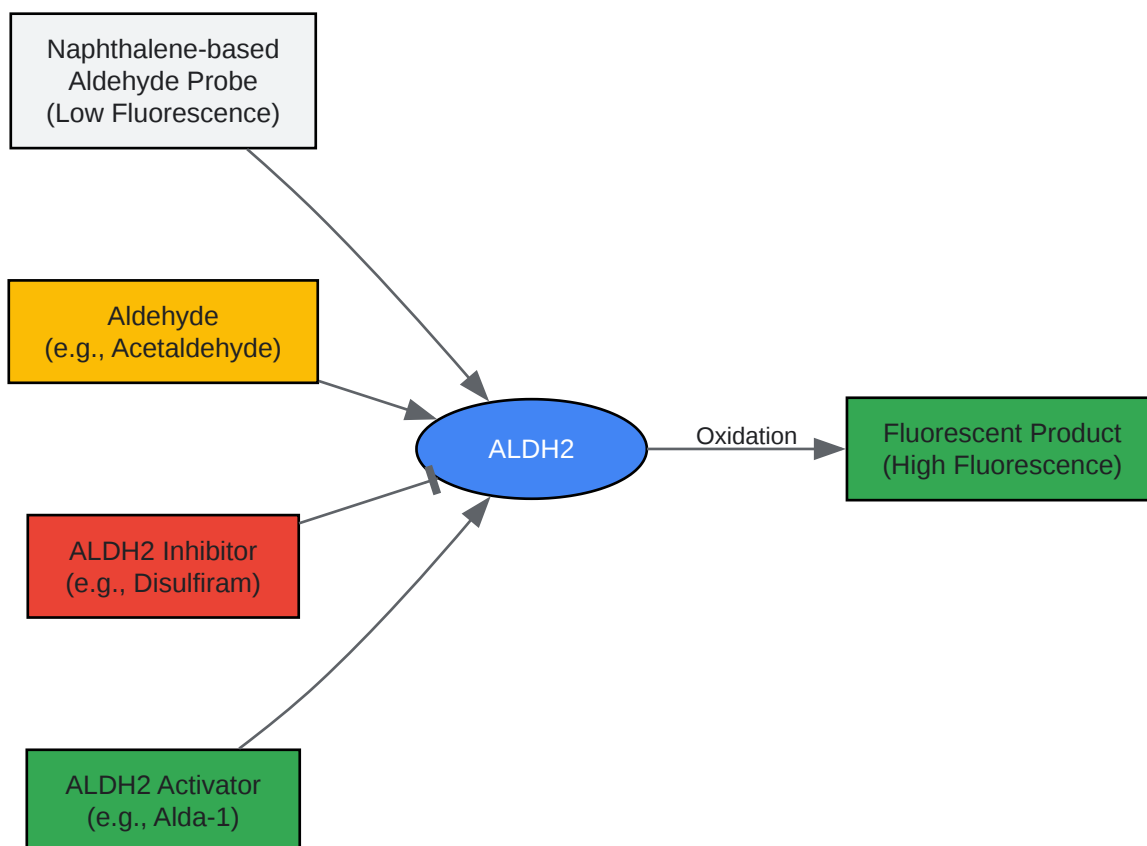 Naphthalene-based
Aldehyde Probe
(Low Fluorescence)
Aldehyde
(e.g., Acetaldehyde)
ALDH2
Oxidation
Fluorescent Product
(High Fluorescence)
ALDH2 Inhibitor
(e.g., Disulfiram)
ALDH2 Activator
(e.g., Alda-1)